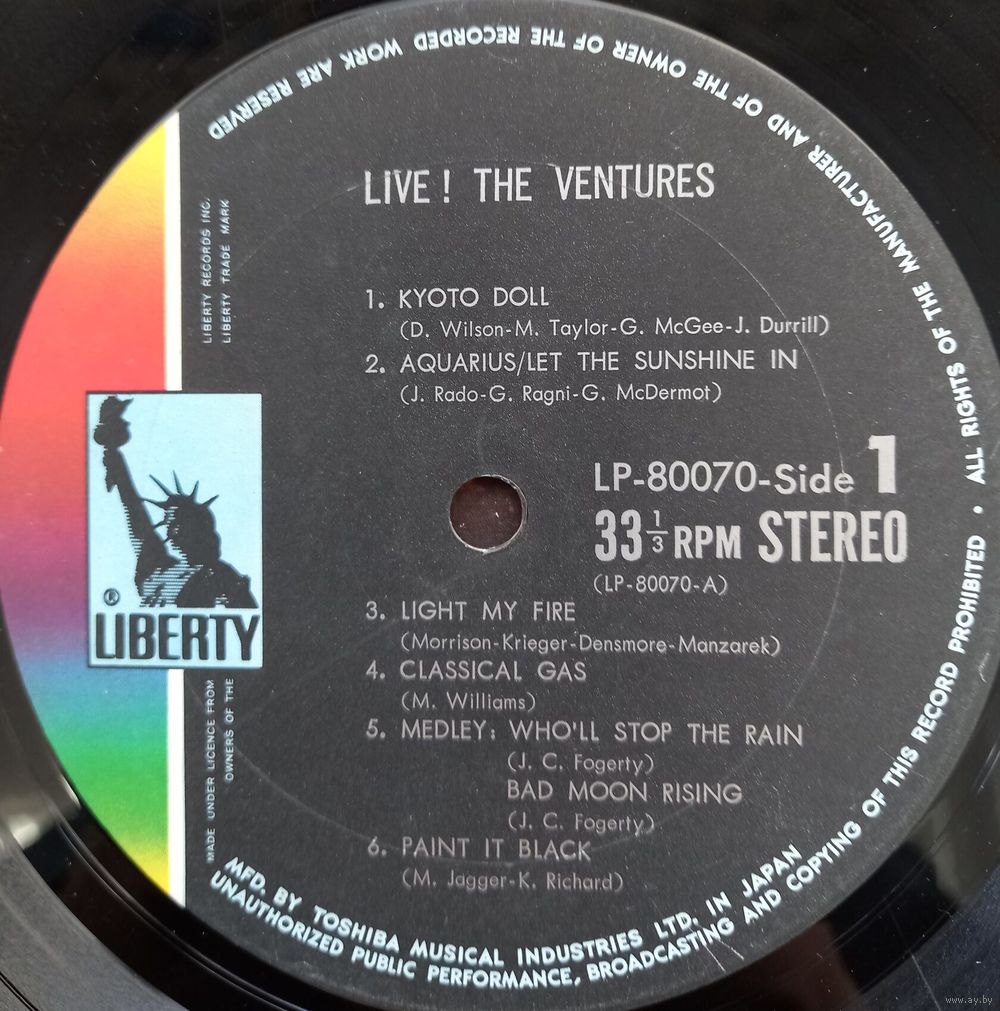 LIVE! THE VENTURES
1. KYOTO DOLL
(D. Wilson-M. Taylor-G. McGee-J. Durrill)
2. AQUARIUS/LET THE SUNSHINE IN
(J. Rado-G. Ragni-G. McDermot)
LP-80070-Side 1
33 1/3 RPM STEREO
(LP-80070-A)
3. LIGHT MY FIRE
(Morrison-Krieger-Densmore-Manzarek)
4. CLASSICAL GAS
(M. Williams)
5. MEDLEY: WHO'LL STOP THE RAIN
(J. C. Fogerty)
BAD MOON RISING
(J. C. Fogerty)
6. PAINT IT BLACK
(M. Jagger-K. Richard)
LIBERTY RECORDS INC.
LIBERTY TRADE MARK
®
LIBERTY
MADE UNDER LICENCE FROM
OWNERS OF THE
MFD. BY TOSHIBA MUSICAL INDUSTRIES LTD. IN JAPAN
UNAUTHORIZED PUBLIC PERFORMANCE, BROADCASTING AND COPYING OF THIS RECORD PROHIBITED • ALL RIGHTS OF THE MANUFACTURER AND OF THE OWNER OF THE RECORDED WORK ARE RESERVED
www.ay.by